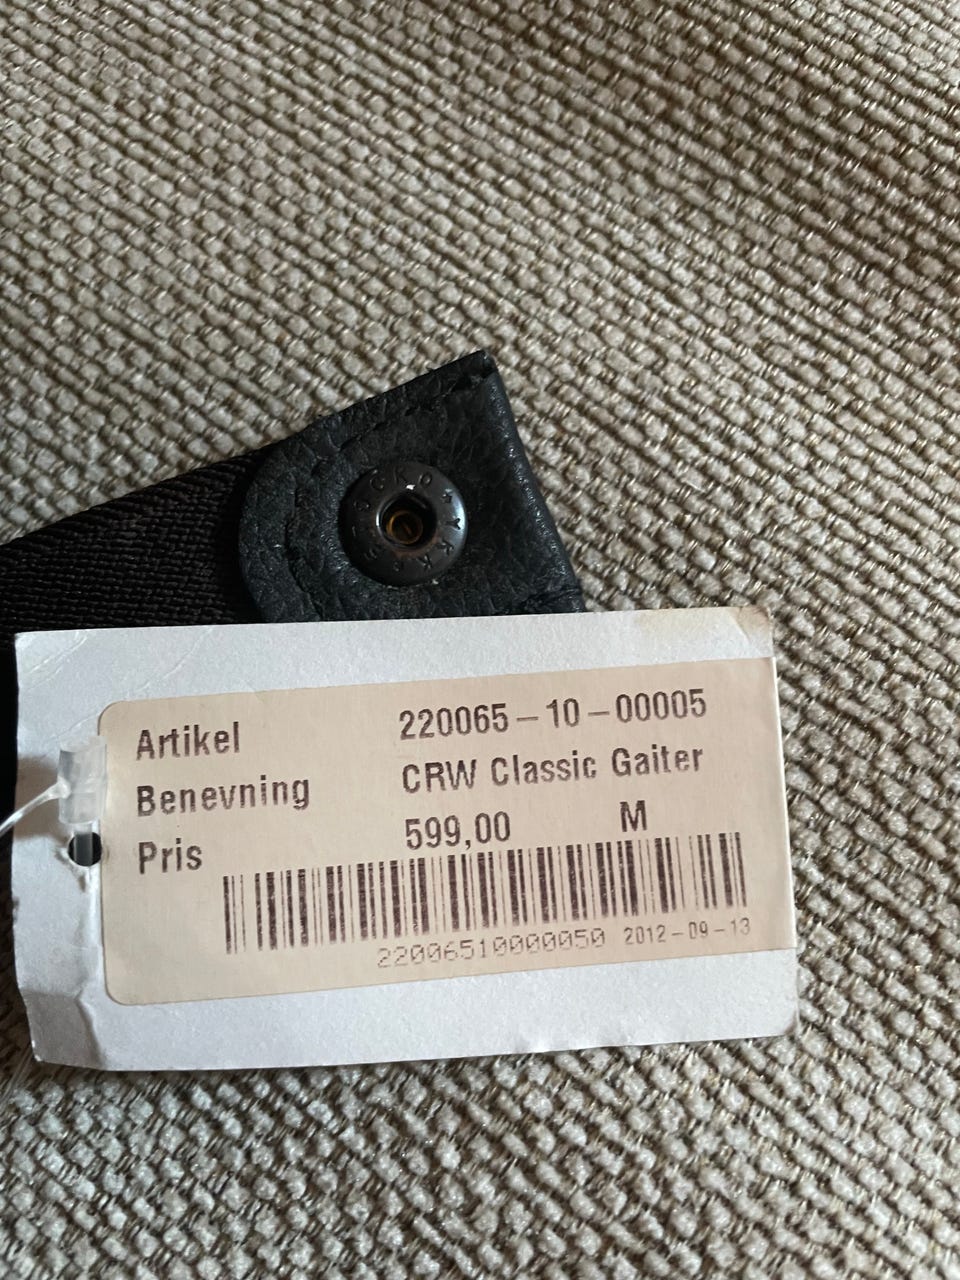 Artikel 220065-10-00005
Benevning CRW Classic Gaiter
Pris 599,00 M
22006510000050 2012-09-13